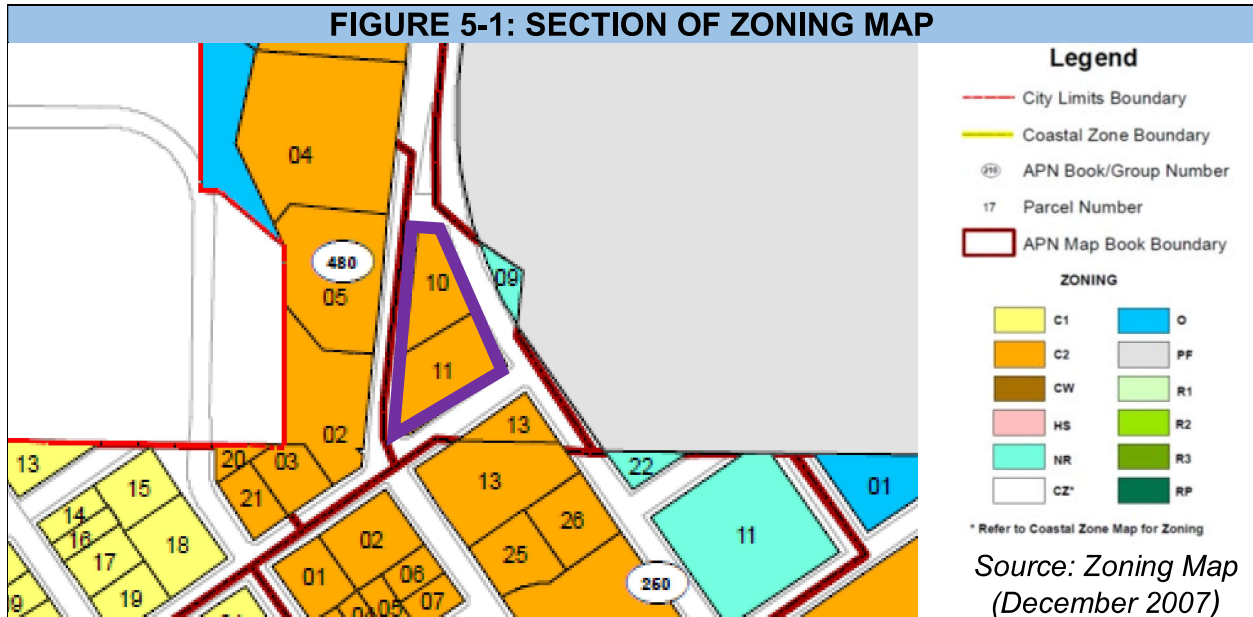 FIGURE 5-1: SECTION OF ZONING MAP
Legend
City Limits Boundary
Coastal Zone Boundary
210 APN Book/Group Number
17 Parcel Number
APN Map Book Boundary
ZONING
C1 O
C2 PF
CW R1
HS R2
NR R3
CZ* RP
* Refer to Coastal Zone Map for Zoning
Source: Zoning Map
(December 2007)
04
480
05
10
09
11
02
13
13
20
03
13
22
01
15
21
14
16
18
17
02
26
11
25
01
06
19
05
07
260